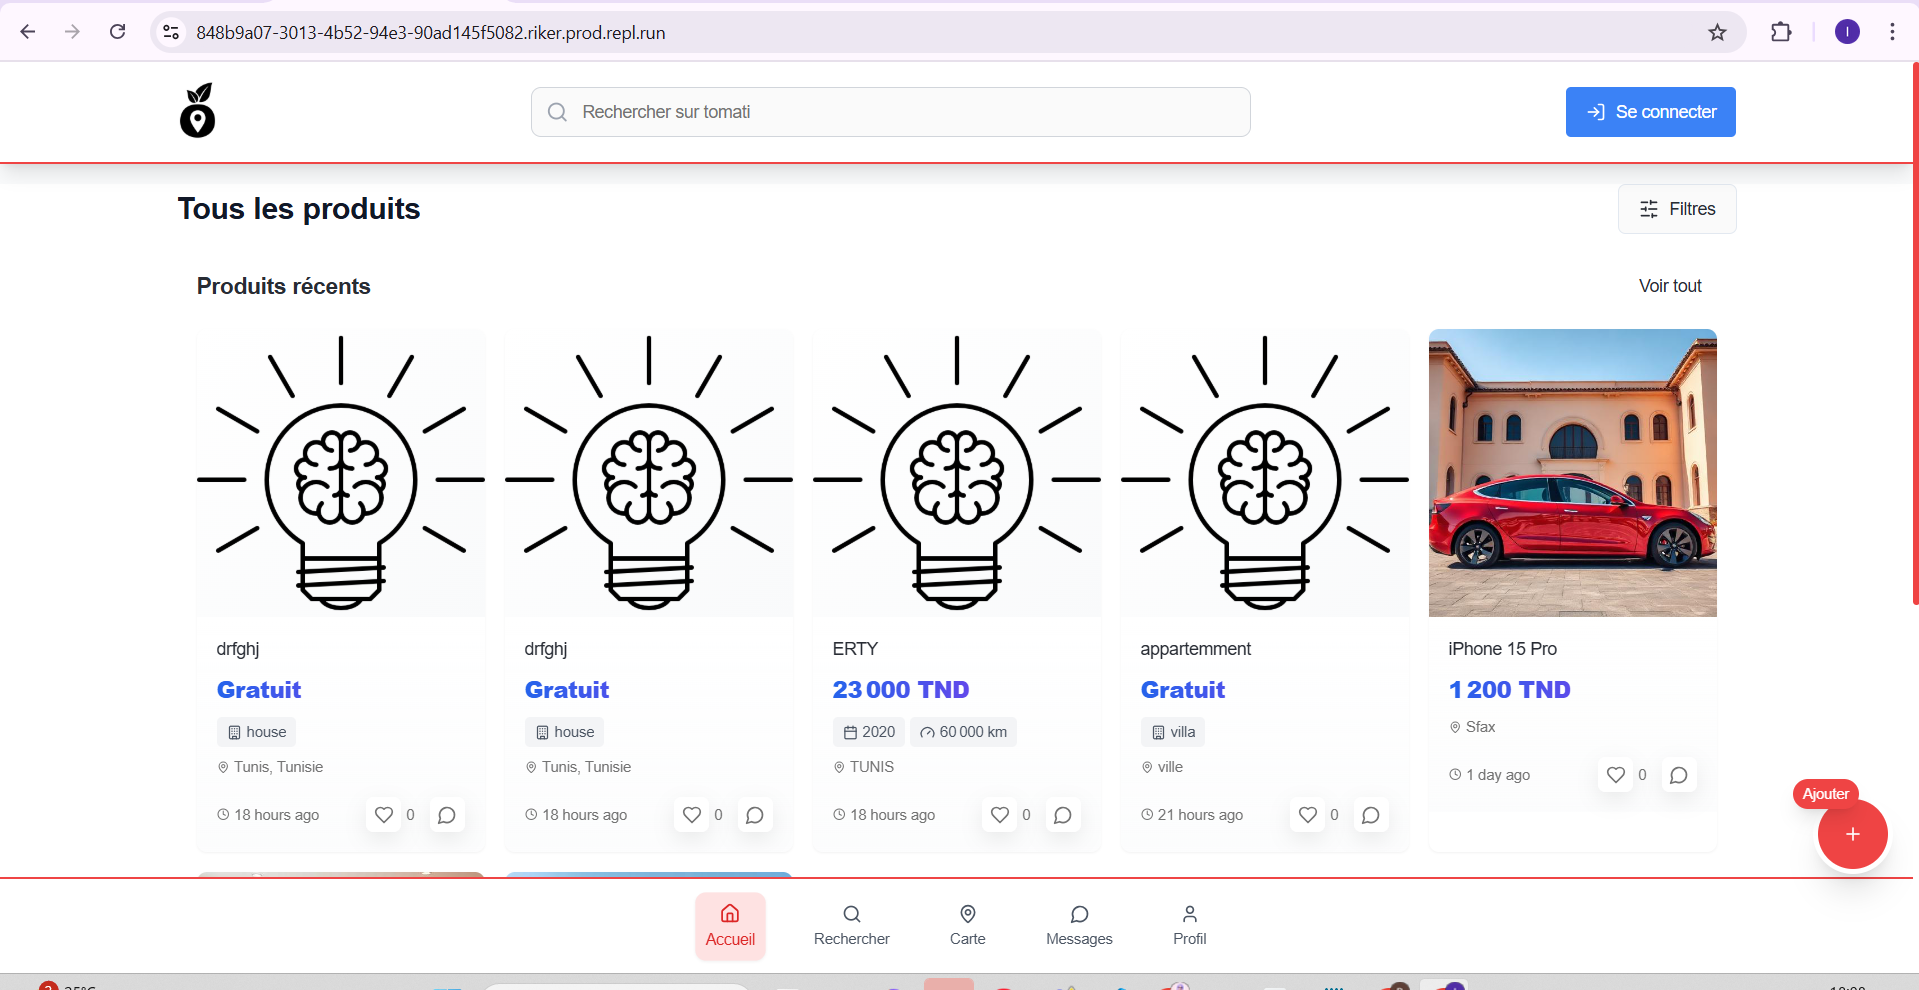 848b9a07-3013-4b52-94e3-90ad145f5082.riker.prod.repl.run
I
Rechercher sur tomati
Se connecter
Tous les produits
Filtres
Produits récents
Voir tout
drfghj
Gratuit
house
Tunis, Tunisie
18 hours ago
0
drfghj
Gratuit
house
Tunis, Tunisie
18 hours ago
0
ERTY
23 000 TND
2020
60 000 km
TUNIS
18 hours ago
0
appartemment
Gratuit
villa
ville
21 hours ago
0
iPhone 15 Pro
1 200 TND
Sfax
1 day ago
0
Ajouter
Accueil
Rechercher
Carte
Messages
Profil